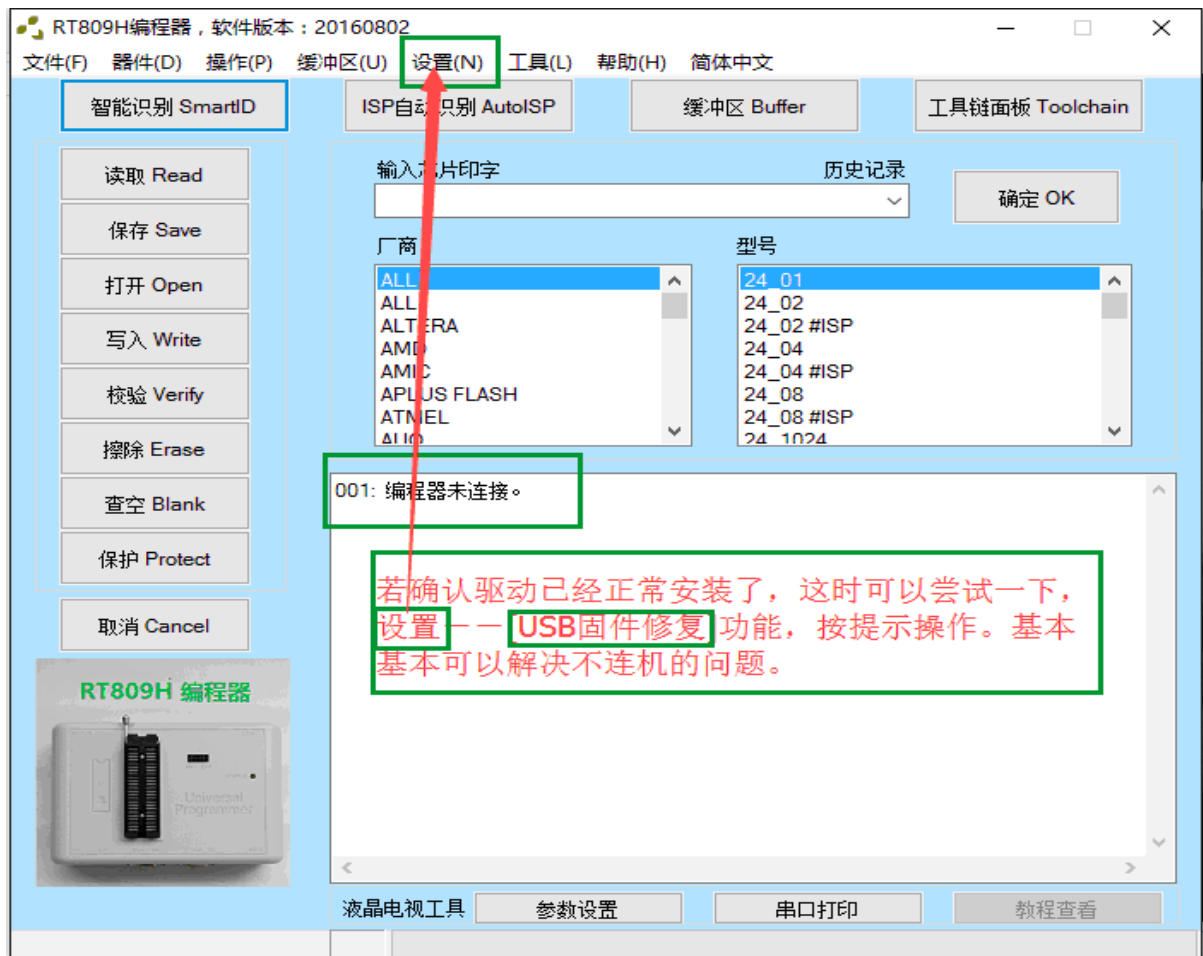 RT809H编程器，软件版本：20160802
文件(F) 器件(D) 操作(P) 缓冲区(U) 设置(N) 工具(L) 帮助(H) 简体中文
智能识别 SmartID ISP自动识别 AutoISP 缓冲区 Buffer 工具链面板 Toolchain
读取 Read
保存 Save
打开 Open
写入 Write
校验 Verify
擦除 Erase
查空 Blank
保护 Protect
取消 Cancel
RT809H 编程器
Universal
Programmer
输入芯片印字 历史记录
确定 OK
厂商 型号
ALL
ALL
ALTERA
AMD
AMIC
APLUS FLASH
ATMEL
AUO
24_01
24_02
24_02 #ISP
24_04
24_04 #ISP
24_08
24_08 #ISP
24_1024
001: 编程器未连接。
若确认驱动已经正常安装了，这时可以尝试一下，
设置－－[USB固件修复]功能，按提示操作。基本
基本可以解决不连机的问题。
液晶电视工具 参数设置 串口打印 教程查看